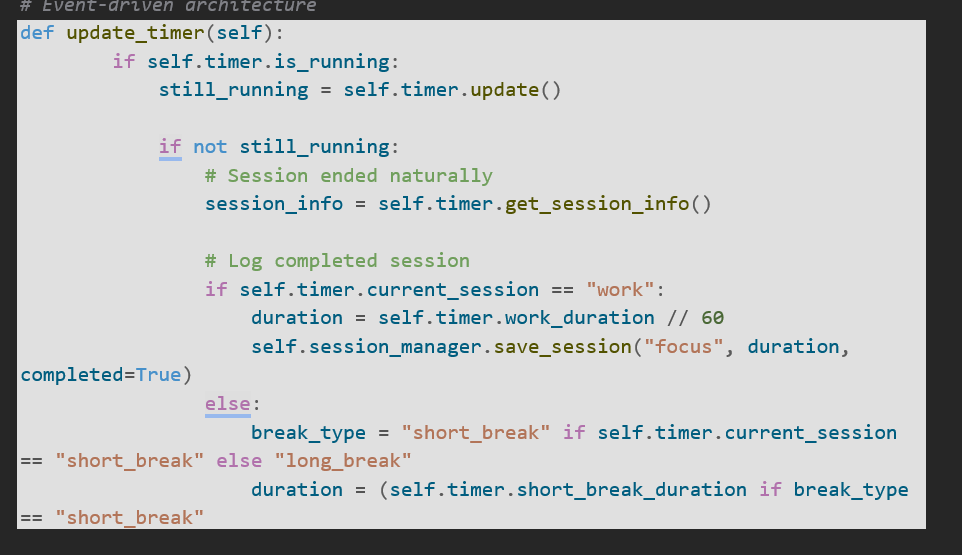 # Event-driven architecture
def update_timer(self):
        if self.timer.is_running:
            still_running = self.timer.update()

            if not still_running:
                # Session ended naturally
                session_info = self.timer.get_session_info()

                # Log completed session
                if self.timer.current_session == "work":
                    duration = self.timer.work_duration // 60
                    self.session_manager.save_session("focus", duration,
completed=True)
                else:
                    break_type = "short_break" if self.timer.current_session
== "short_break" else "long_break"
                    duration = (self.timer.short_break_duration if break_type
== "short_break"